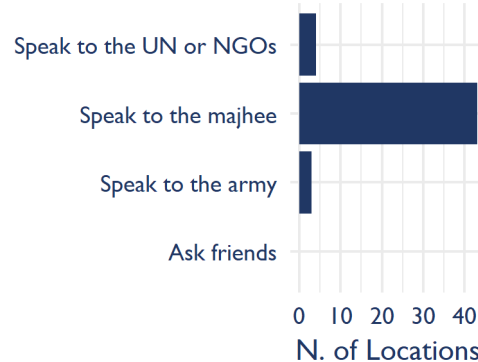 Speak to the UN or NGOs
Speak to the majhee
Speak to the army
Ask friends
0 10 20 30 40
N. of Locations